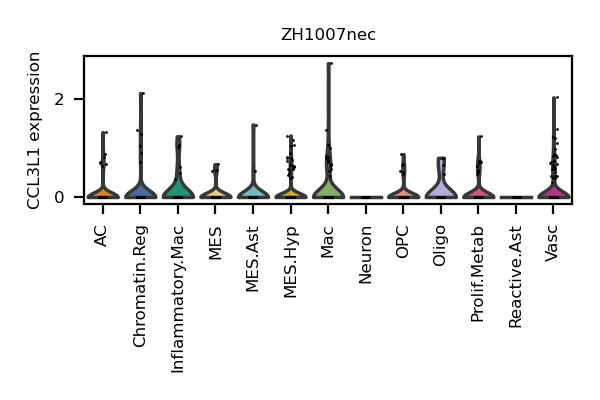 ZH1007nec
CCL3L1 expression
2
0
AC
Chromatin.Reg
Inflammatory.Mac
MES
MES.Ast
MES.Hyp
Mac
Neuron
OPC
Oligo
Prolif.Metab
Reactive.Ast
Vasc